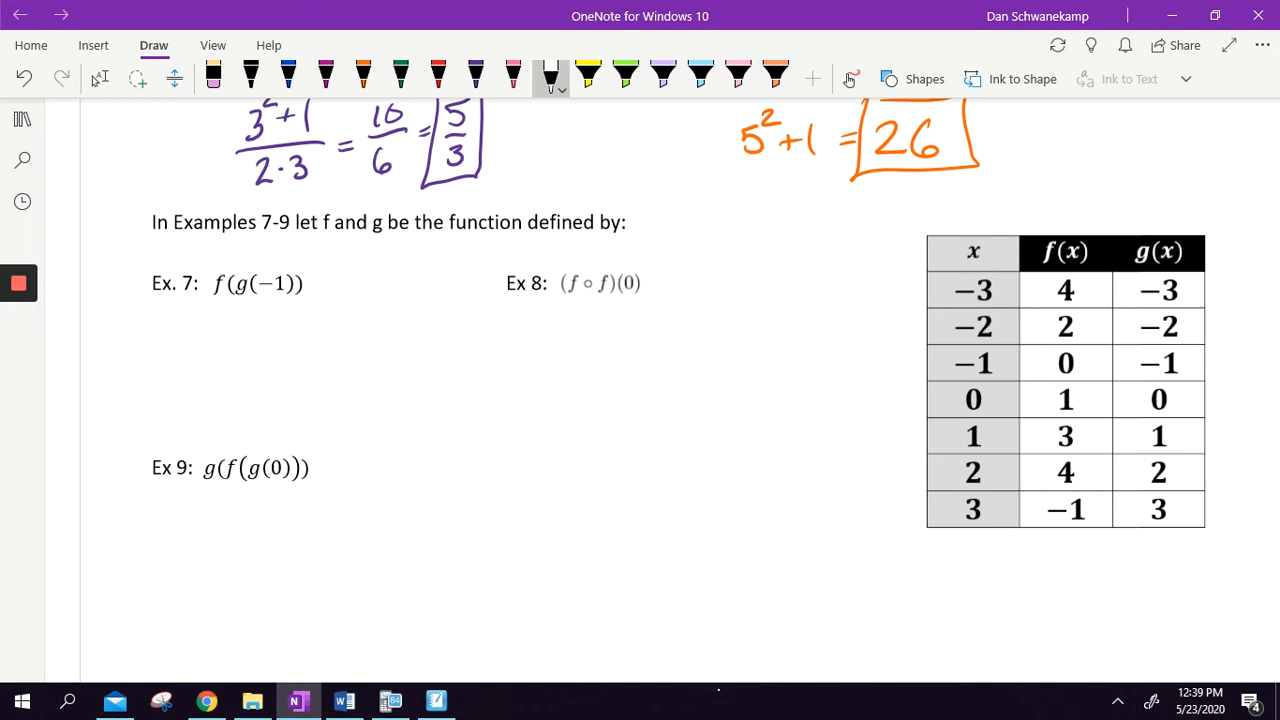 OneNote for Windows 10
Dan Schwanekamp
Home Insert Draw View Help
Share
Shapes Ink to Shape Ink to Text
3²+1 / 2·3 = 10/6 = 5/3
5²+1 = 26
In Examples 7-9 let f and g be the function defined by:
Ex. 7: f(g(−1))
Ex 8: (f ∘ f)(0)
Ex 9: g(f(g(0)))
x f(x) g(x)
−3 4 −3
−2 2 −2
−1 0 −1
0 1 0
1 3 1
2 4 2
3 −1 3
12:39 PM
5/23/2020
4